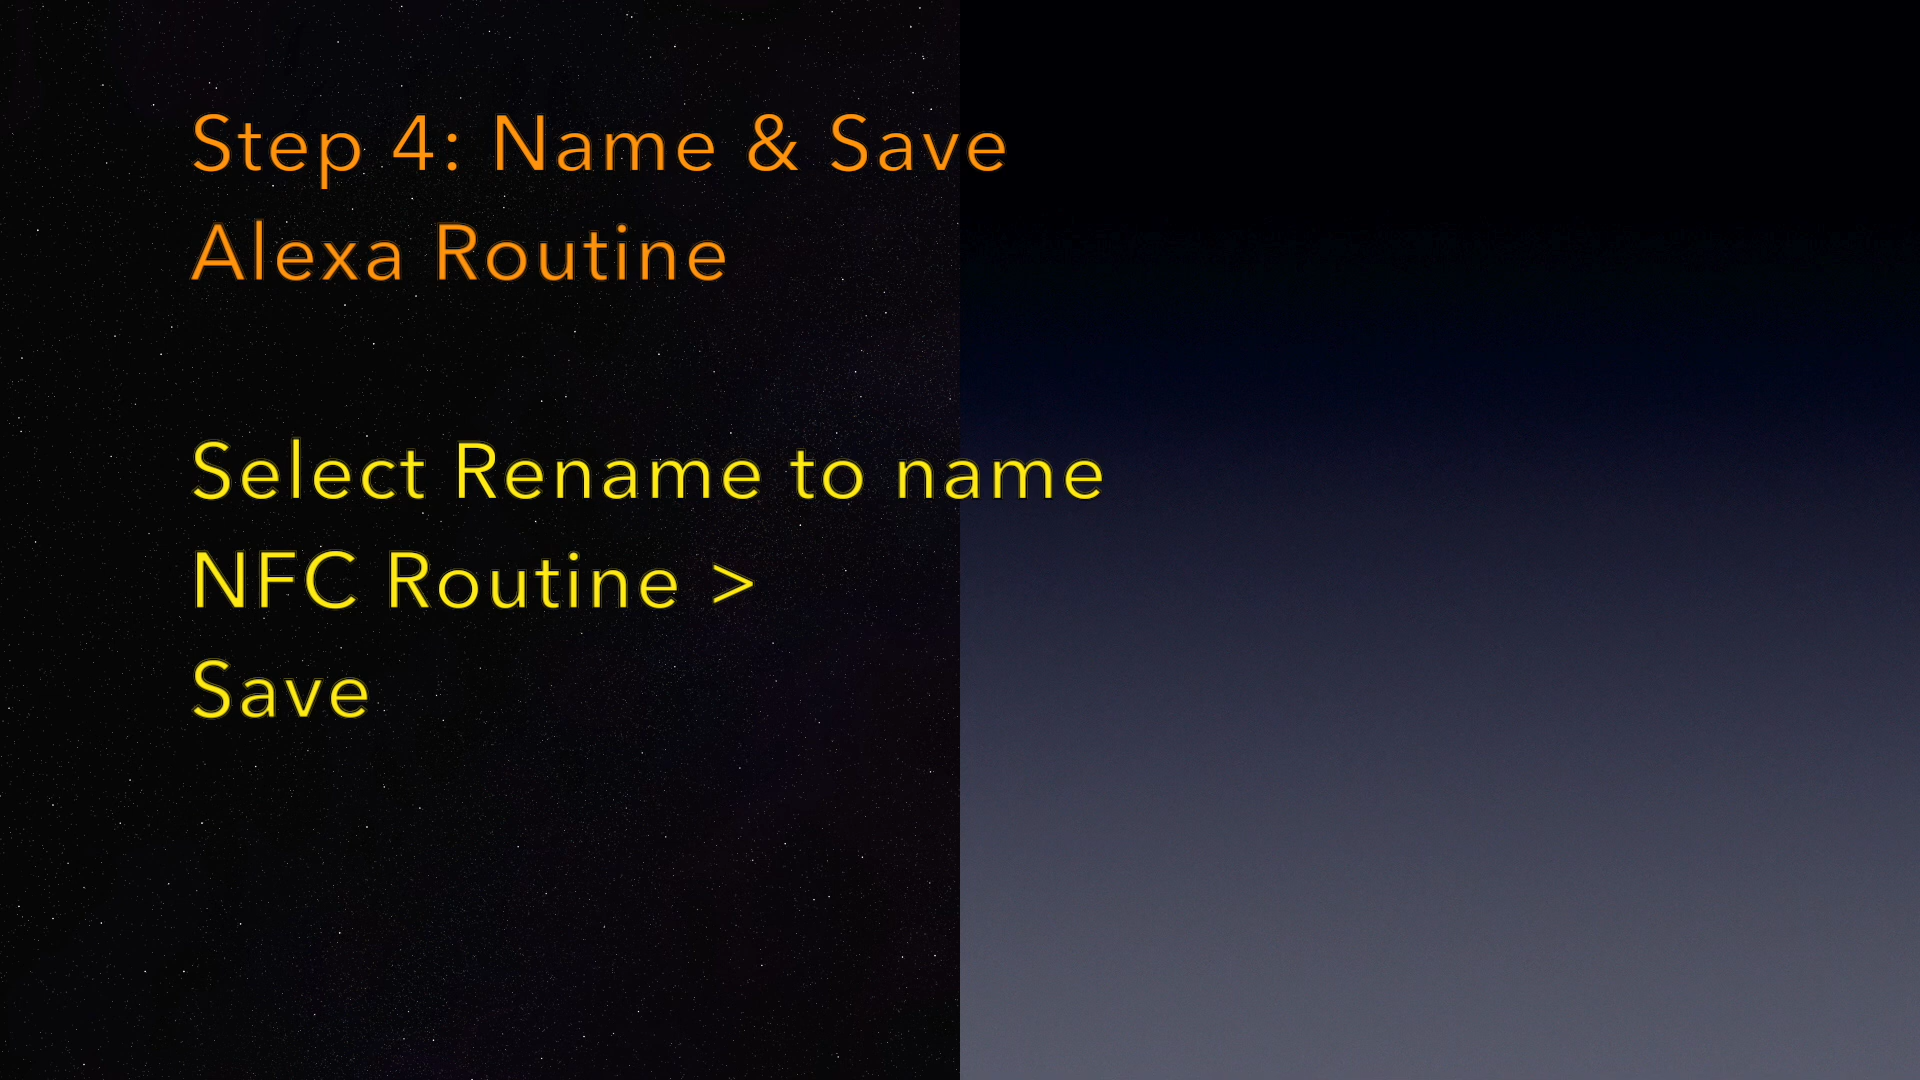 Step 4: Name & Save
Alexa Routine
Select Rename to name
NFC Routine >
Save